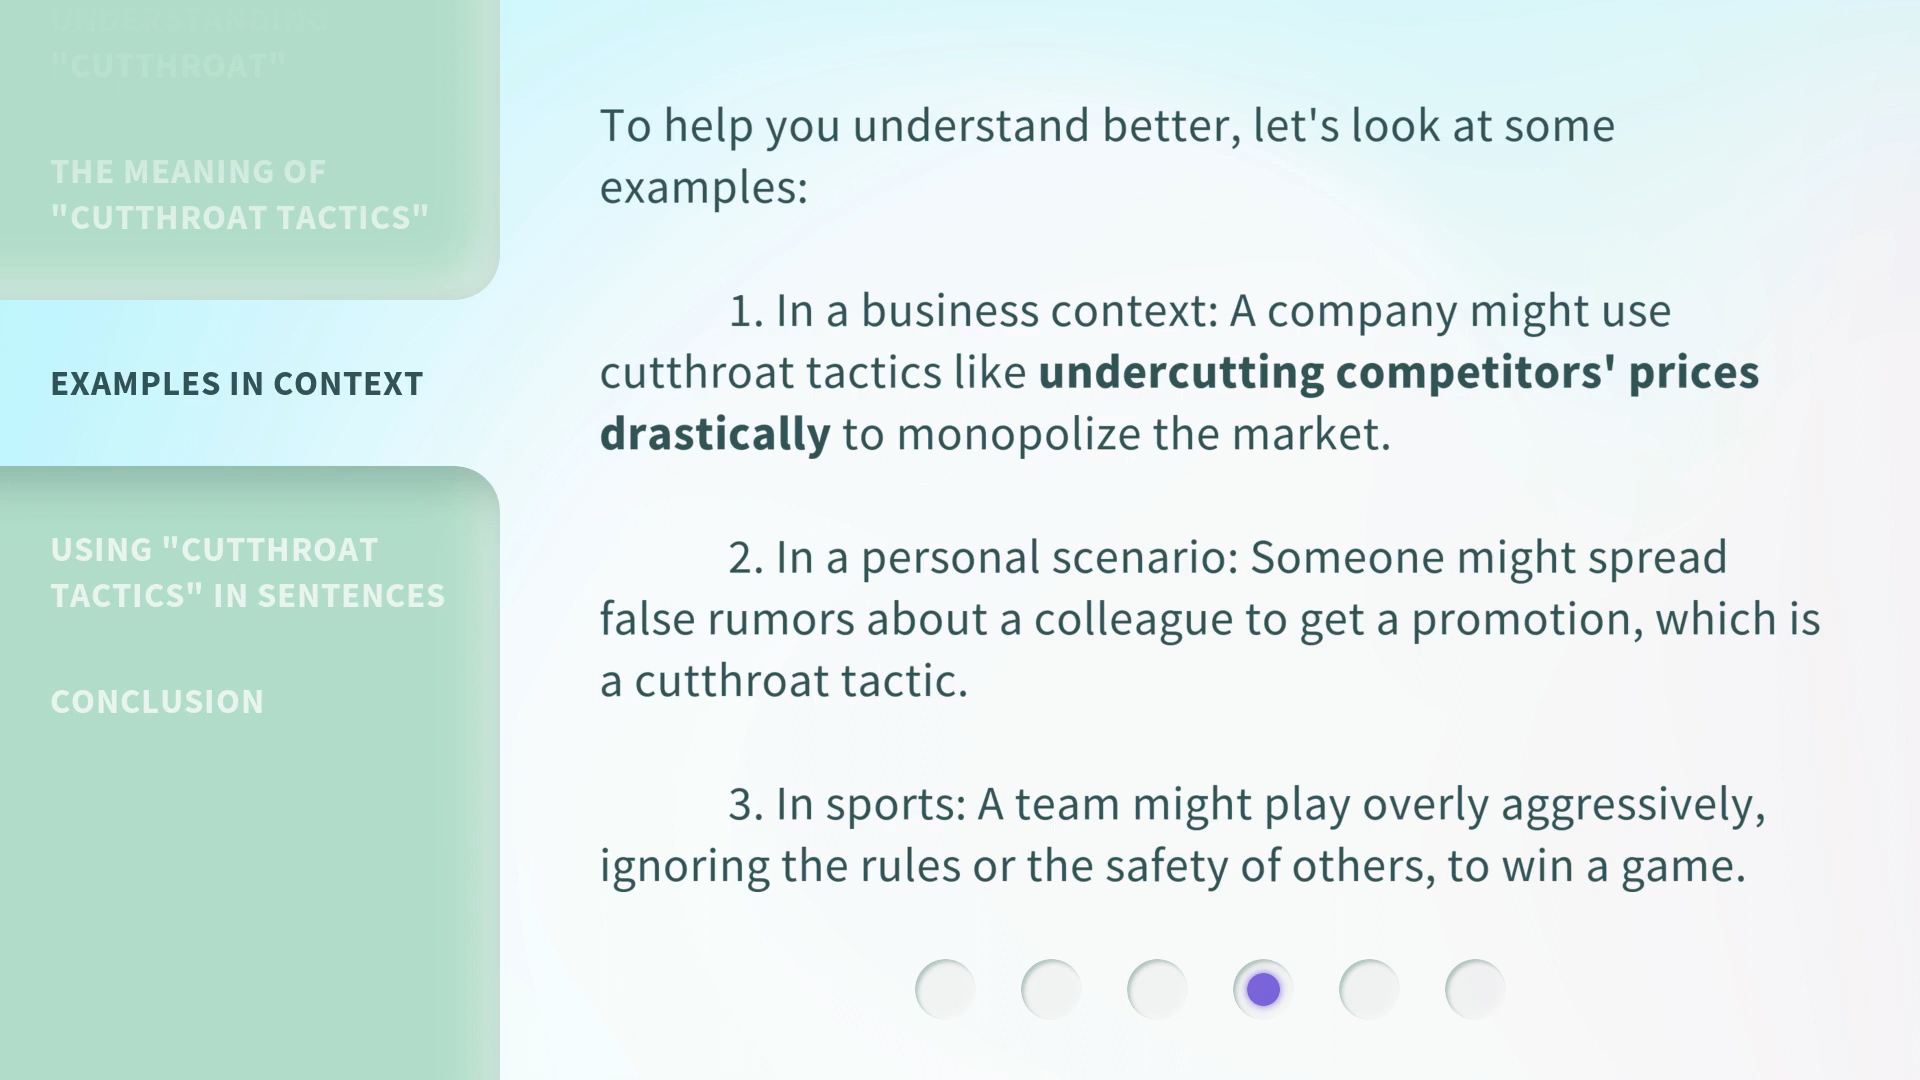 UNDERSTANDING
"CUTTHROAT"
THE MEANING OF
"CUTTHROAT TACTICS"
EXAMPLES IN CONTEXT
USING "CUTTHROAT
TACTICS" IN SENTENCES
CONCLUSION
To help you understand better, let's look at some
examples:
1. In a business context: A company might use
cutthroat tactics like undercutting competitors' prices
drastically to monopolize the market.
2. In a personal scenario: Someone might spread
false rumors about a colleague to get a promotion, which is
a cutthroat tactic.
3. In sports: A team might play overly aggressively,
ignoring the rules or the safety of others, to win a game.